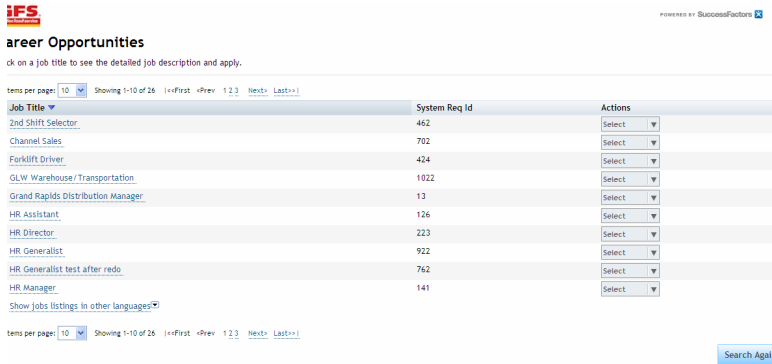 GFS
POWERED BY SuccessFactors
areer Opportunities
ck on a job title to see the detailed job description and apply.
tems per page: 10 Showing 1-10 of 26 |<<First <Prev 1 2 3 Next> Last>>|
Job Title System Req Id Actions
2nd Shift Selector 462 Select
Channel Sales 702 Select
Forklift Driver 424 Select
GLW Warehouse/Transportation 1022 Select
Grand Rapids Distribution Manager 13 Select
HR Assistant 126 Select
HR Director 223 Select
HR Generalist 922 Select
HR Generalist test after redo 762 Select
HR Manager 141 Select
Show jobs listings in other languages
tems per page: 10 Showing 1-10 of 26 |<<First <Prev 1 2 3 Next> Last>>|
Search Agai